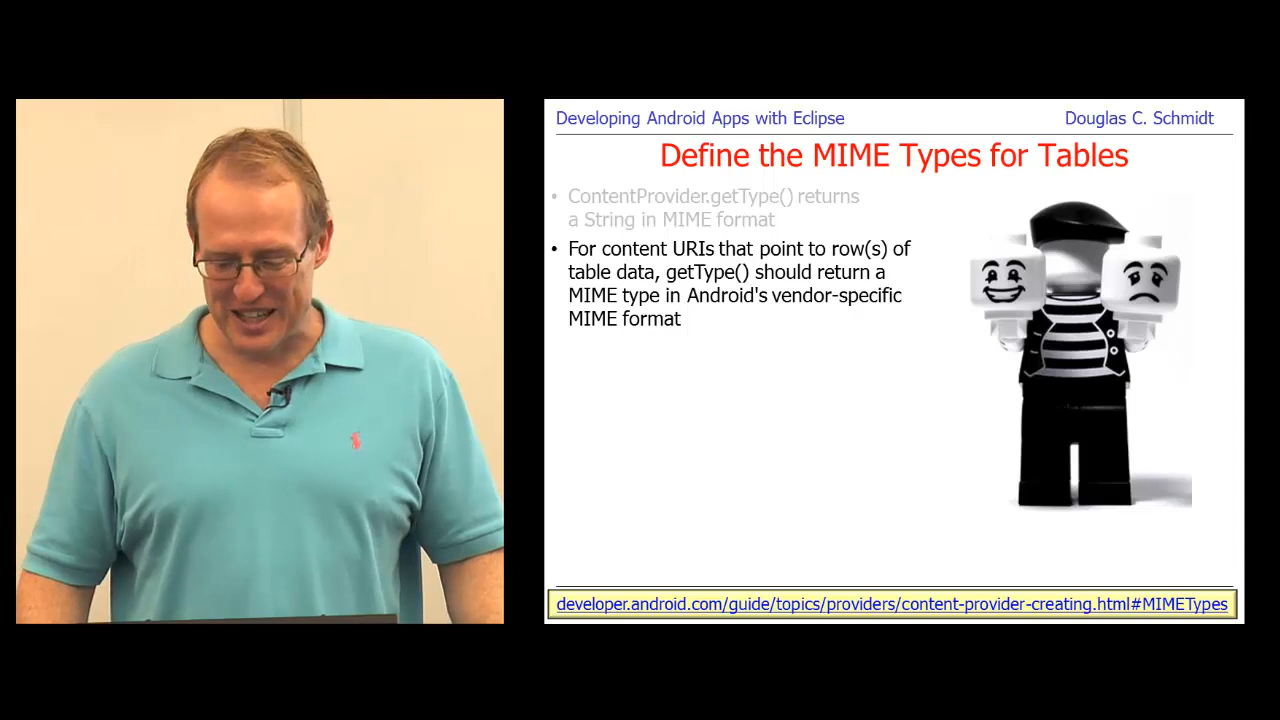 Developing Android Apps with Eclipse
Douglas C. Schmidt
Define the MIME Types for Tables
• ContentProvider.getType() returns
a String in MIME format
• For content URIs that point to row(s) of
table data, getType() should return a
MIME type in Android's vendor-specific
MIME format
developer.android.com/guide/topics/providers/content-provider-creating.html#MIMETypes